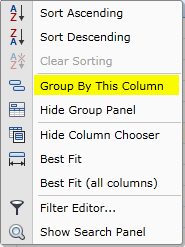 Sort Ascending
Sort Descending
Clear Sorting
Group By This Column
Hide Group Panel
Hide Column Chooser
Best Fit
Best Fit (all columns)
Filter Editor...
Show Search Panel